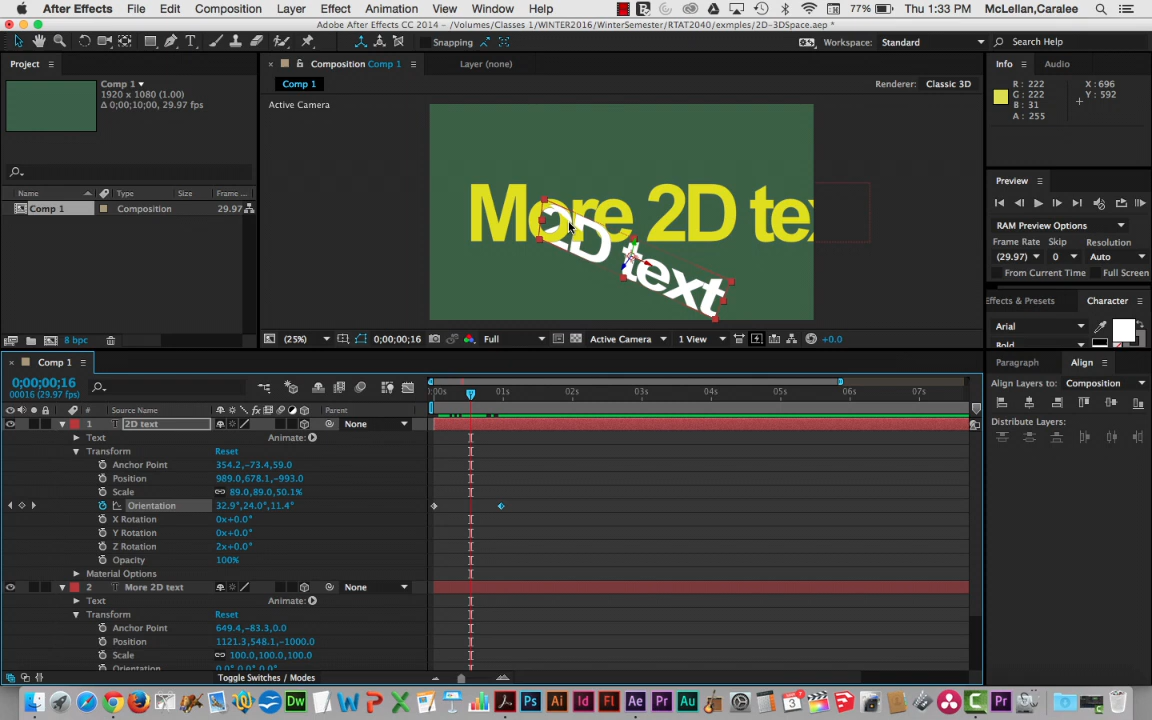 After Effects File Edit Composition Layer Effect Animation View Window Help 77% Thu 1:33 PM McLellan,Caralee
Adobe After Effects CC 2014 - /Volumes/Classes 1/WINTER2016/WinterSemester/RTAT2040/exmples/2D-3DSpace.aep *
Snapping Workspace: Standard Search Help
Project Composition Comp 1 Layer (none) Info Audio
Comp 1
1920 x 1080 (1.00)
Δ 0;00;10;00, 29.97 fps
Comp 1 Renderer: Classic 3D
Active Camera
R: 222
G: 222
B: 31
A: 255
X: 696
Y: 592
Name Type Size Frame ...
Comp 1 Composition 29.97
More 2D tex
2D text
Preview
RAM Preview Options
Frame Rate Skip Resolution
(29.97) 0 Auto
From Current Time Full Screen
Effects & Presets Character
Arial
Bold
8 bpc (25%) 0;00;00;16 Full Active Camera 1 View +0.0
Comp 1 Paragraph Align
0;00;00;16
00016 (29.97 fps)
Align Layers to: Composition
Distribute Layers:
:00s 01s 02s 03s 04s 05s 06s 07s
# Source Name Parent
1 T 2D text None
Text Animate:
Transform Reset
Anchor Point 354.2,-73.4,59.0
Position 989.0,678.1,-993.0
Scale 89.0,89.0,50.1%
Orientation 32.9°,24.0°,11.4°
X Rotation 0x+0.0°
Y Rotation 0x+0.0°
Z Rotation 2x+0.0°
Opacity 100%
Material Options
2 T More 2D text None
Text Animate:
Transform Reset
Anchor Point 649.4,-83.3,0.0
Position 1121.3,548.1,-1000.0
Scale 100.0,100.0,100.0%
Orientation 0.0°,0.0°,0.0°
Toggle Switches / Modes